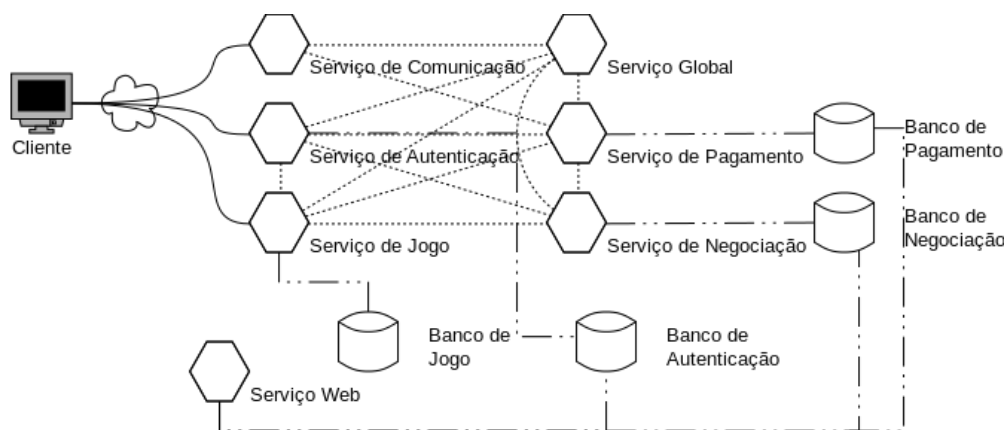 Serviço de Comunicação
Serviço Global
Cliente
Serviço de Autenticação
Serviço de Pagamento
Banco de
Pagamento
Serviço de Jogo
Serviço de Negociação
Banco de
Negociação
Banco de
Jogo
Banco de
Autenticação
Serviço Web